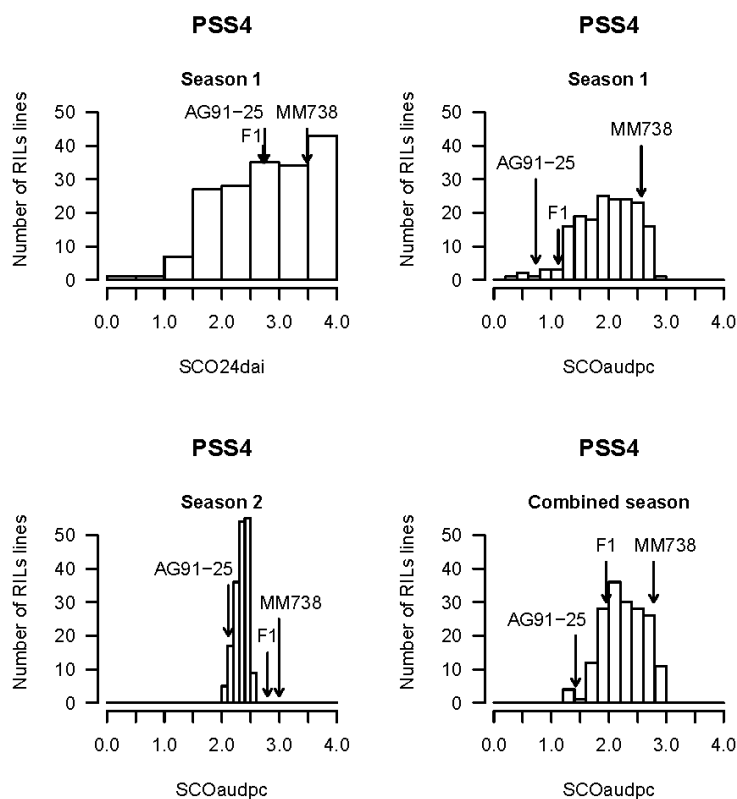 PSS4
Season 1
Number of RILs lines
50
40
30
20
10
0
AG91−25
MM738
F1
0.0 1.0 2.0 3.0 4.0
SCO24dai
PSS4
Season 1
Number of RILs lines
50
40
30
20
10
0
MM738
AG91−25
F1
0.0 1.0 2.0 3.0 4.0
SCOaudpc
PSS4
Season 2
Number of RILs lines
50
40
30
20
10
0
AG91−25
MM738
F1
0.0 1.0 2.0 3.0 4.0
SCOaudpc
PSS4
Combined season
Number of RILs lines
50
40
30
20
10
0
F1
MM738
AG91−25
0.0 1.0 2.0 3.0 4.0
SCOaudpc